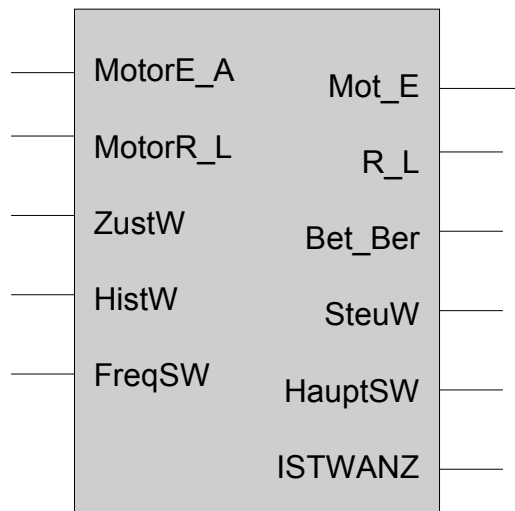 MotorE_A
MotorR_L
ZustW
HistW
FreqSW
Mot_E
R_L
Bet_Ber
SteuW
HauptSW
ISTWANZ